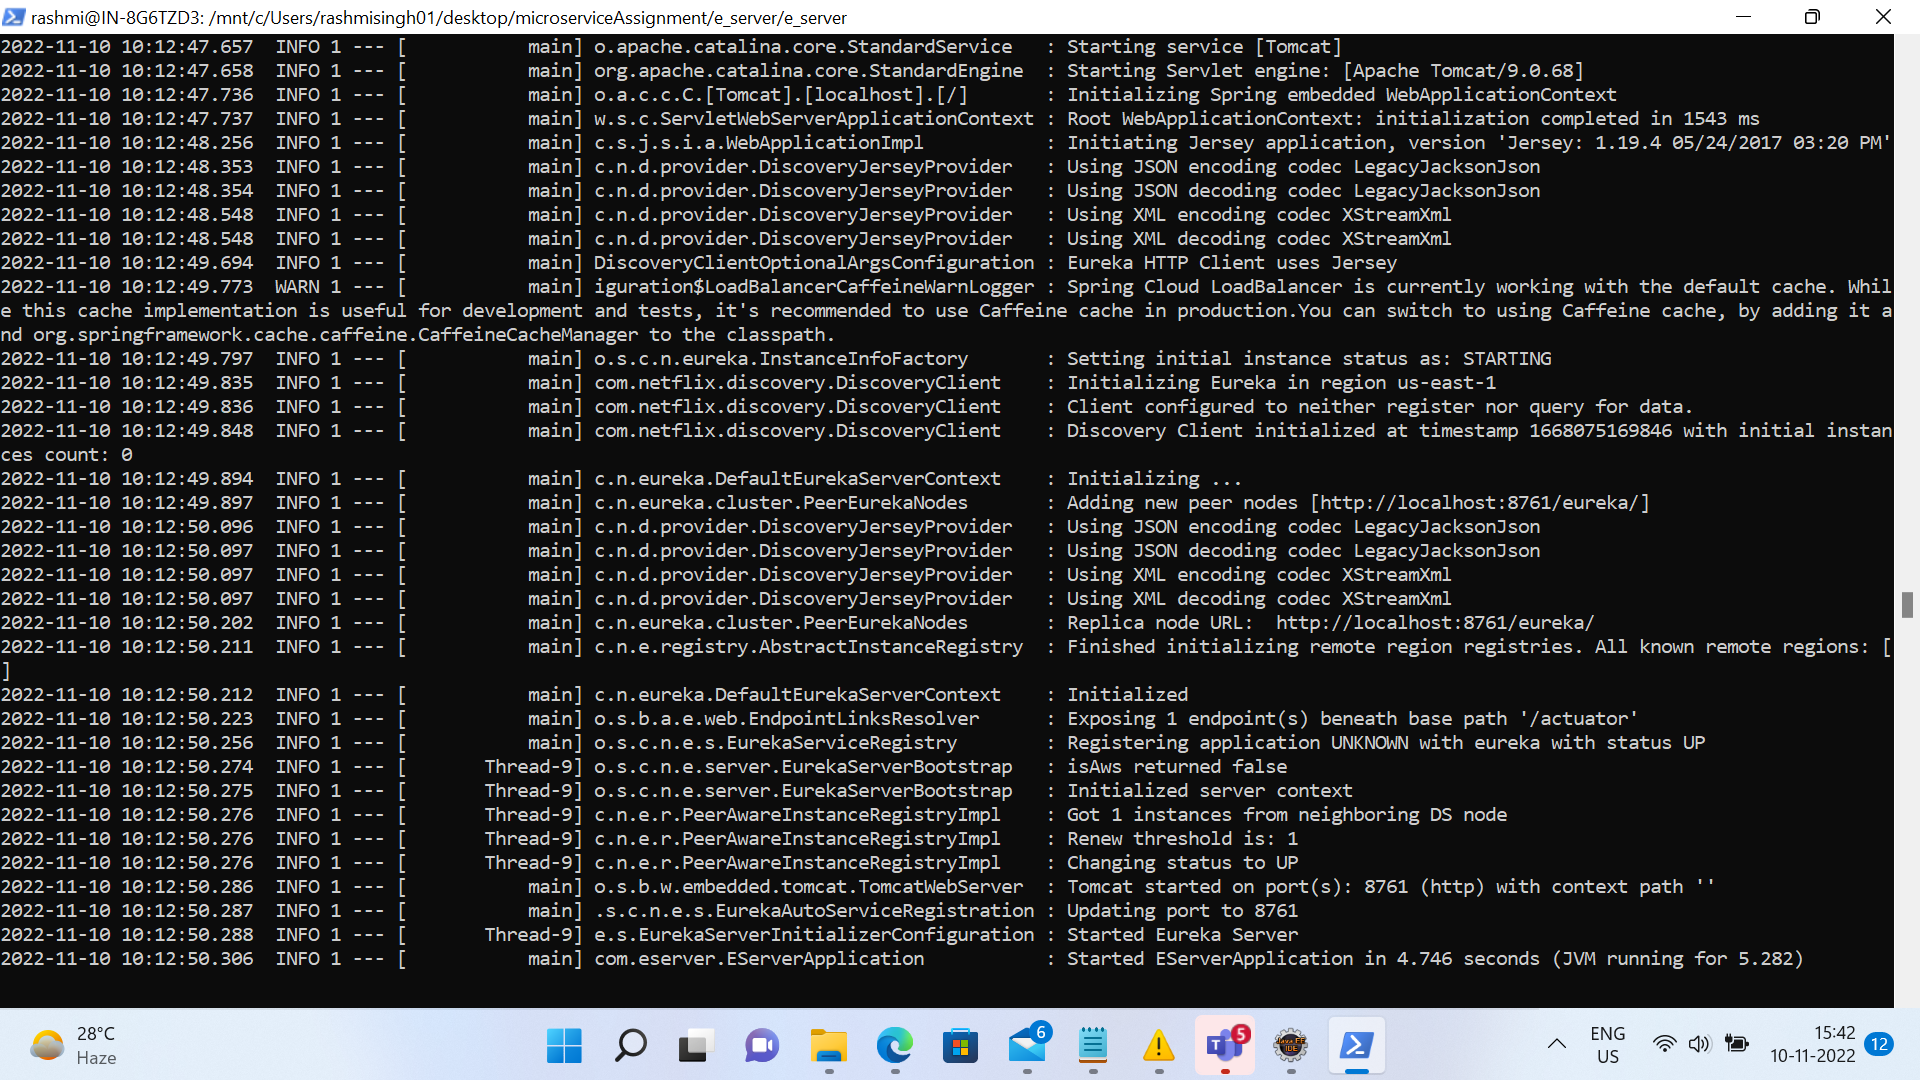 rashmi@IN-8G6TZD3: /mnt/c/Users/rashmisingh01/desktop/microserviceAssignment/e_server/e_server
2022-11-10 10:12:47.657  INFO 1 --- [           main] o.apache.catalina.core.StandardService   : Starting service [Tomcat]
2022-11-10 10:12:47.658  INFO 1 --- [           main] org.apache.catalina.core.StandardEngine  : Starting Servlet engine: [Apache Tomcat/9.0.68]
2022-11-10 10:12:47.736  INFO 1 --- [           main] o.a.c.c.C.[Tomcat].[localhost].[/]       : Initializing Spring embedded WebApplicationContext
2022-11-10 10:12:47.737  INFO 1 --- [           main] w.s.c.ServletWebServerApplicationContext : Root WebApplicationContext: initialization completed in 1543 ms
2022-11-10 10:12:48.256  INFO 1 --- [           main] c.s.j.s.i.a.WebApplicationImpl           : Initiating Jersey application, version 'Jersey: 1.19.4 05/24/2017 03:20 PM'
2022-11-10 10:12:48.353  INFO 1 --- [           main] c.n.d.provider.DiscoveryJerseyProvider   : Using JSON encoding codec LegacyJacksonJson
2022-11-10 10:12:48.354  INFO 1 --- [           main] c.n.d.provider.DiscoveryJerseyProvider   : Using JSON decoding codec LegacyJacksonJson
2022-11-10 10:12:48.548  INFO 1 --- [           main] c.n.d.provider.DiscoveryJerseyProvider   : Using XML encoding codec XStreamXml
2022-11-10 10:12:48.548  INFO 1 --- [           main] c.n.d.provider.DiscoveryJerseyProvider   : Using XML decoding codec XStreamXml
2022-11-10 10:12:49.694  INFO 1 --- [           main] DiscoveryClientOptionalArgsConfiguration : Eureka HTTP Client uses Jersey
2022-11-10 10:12:49.773  WARN 1 --- [           main] iguration$LoadBalancerCaffeineWarnLogger : Spring Cloud LoadBalancer is currently working with the default cache. Whil
e this cache implementation is useful for development and tests, it's recommended to use Caffeine cache in production.You can switch to using Caffeine cache, by adding it a
nd org.springframework.cache.caffeine.CaffeineCacheManager to the classpath.
2022-11-10 10:12:49.797  INFO 1 --- [           main] o.s.c.n.eureka.InstanceInfoFactory       : Setting initial instance status as: STARTING
2022-11-10 10:12:49.835  INFO 1 --- [           main] com.netflix.discovery.DiscoveryClient    : Initializing Eureka in region us-east-1
2022-11-10 10:12:49.836  INFO 1 --- [           main] com.netflix.discovery.DiscoveryClient    : Client configured to neither register nor query for data.
2022-11-10 10:12:49.848  INFO 1 --- [           main] com.netflix.discovery.DiscoveryClient    : Discovery Client initialized at timestamp 1668075169846 with initial instan
ces count: 0
2022-11-10 10:12:49.894  INFO 1 --- [           main] c.n.eureka.DefaultEurekaServerContext    : Initializing ...
2022-11-10 10:12:49.897  INFO 1 --- [           main] c.n.eureka.cluster.PeerEurekaNodes       : Adding new peer nodes [http://localhost:8761/eureka/]
2022-11-10 10:12:50.096  INFO 1 --- [           main] c.n.d.provider.DiscoveryJerseyProvider   : Using JSON encoding codec LegacyJacksonJson
2022-11-10 10:12:50.097  INFO 1 --- [           main] c.n.d.provider.DiscoveryJerseyProvider   : Using JSON decoding codec LegacyJacksonJson
2022-11-10 10:12:50.097  INFO 1 --- [           main] c.n.d.provider.DiscoveryJerseyProvider   : Using XML encoding codec XStreamXml
2022-11-10 10:12:50.097  INFO 1 --- [           main] c.n.d.provider.DiscoveryJerseyProvider   : Using XML decoding codec XStreamXml
2022-11-10 10:12:50.202  INFO 1 --- [           main] c.n.eureka.cluster.PeerEurekaNodes       : Replica node URL:  http://localhost:8761/eureka/
2022-11-10 10:12:50.211  INFO 1 --- [           main] c.n.e.registry.AbstractInstanceRegistry  : Finished initializing remote region registries. All known remote regions: [
]
2022-11-10 10:12:50.212  INFO 1 --- [           main] c.n.eureka.DefaultEurekaServerContext    : Initialized
2022-11-10 10:12:50.223  INFO 1 --- [           main] o.s.b.a.e.web.EndpointLinksResolver      : Exposing 1 endpoint(s) beneath base path '/actuator'
2022-11-10 10:12:50.256  INFO 1 --- [           main] o.s.c.n.e.s.EurekaServiceRegistry        : Registering application UNKNOWN with eureka with status UP
2022-11-10 10:12:50.274  INFO 1 --- [       Thread-9] o.s.c.n.e.server.EurekaServerBootstrap   : isAws returned false
2022-11-10 10:12:50.275  INFO 1 --- [       Thread-9] o.s.c.n.e.server.EurekaServerBootstrap   : Initialized server context
2022-11-10 10:12:50.276  INFO 1 --- [       Thread-9] c.n.e.r.PeerAwareInstanceRegistryImpl    : Got 1 instances from neighboring DS node
2022-11-10 10:12:50.276  INFO 1 --- [       Thread-9] c.n.e.r.PeerAwareInstanceRegistryImpl    : Renew threshold is: 1
2022-11-10 10:12:50.276  INFO 1 --- [       Thread-9] c.n.e.r.PeerAwareInstanceRegistryImpl    : Changing status to UP
2022-11-10 10:12:50.286  INFO 1 --- [           main] o.s.b.w.embedded.tomcat.TomcatWebServer  : Tomcat started on port(s): 8761 (http) with context path ''
2022-11-10 10:12:50.287  INFO 1 --- [           main] .s.c.n.e.s.EurekaAutoServiceRegistration : Updating port to 8761
2022-11-10 10:12:50.288  INFO 1 --- [       Thread-9] e.s.EurekaServerInitializerConfiguration : Started Eureka Server
2022-11-10 10:12:50.306  INFO 1 --- [           main] com.eserver.EServerApplication           : Started EServerApplication in 4.746 seconds (JVM running for 5.282)
28°C
Haze
6
5
ENG
US
15:42
10-11-2022
12